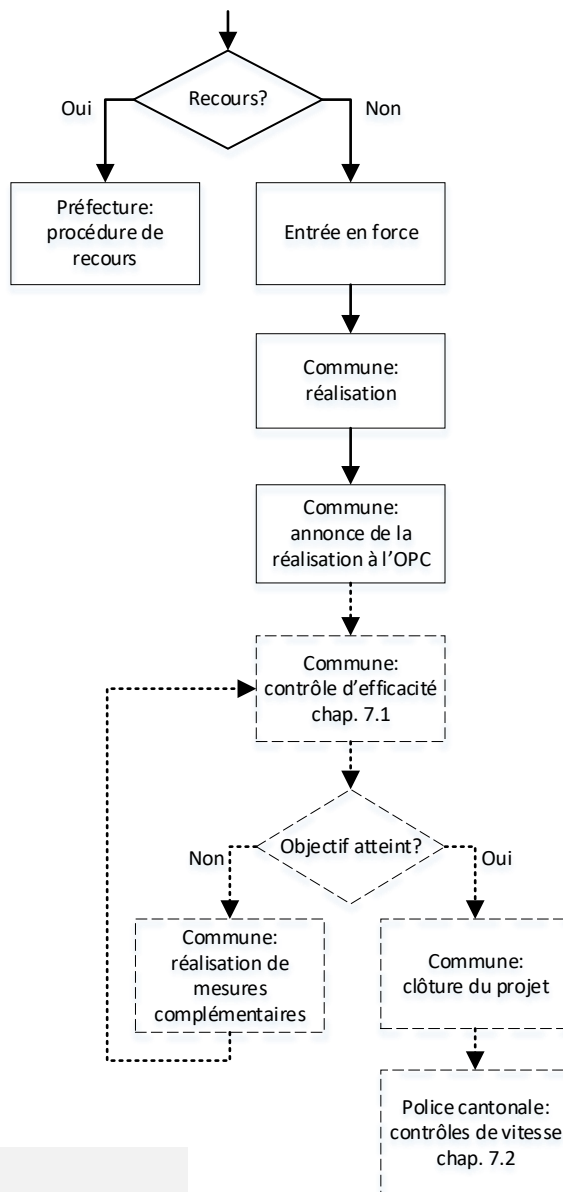 Recours?
Oui
Non
Préfecture:
procédure de
recours
Entrée en force
Commune:
réalisation
Commune:
annonce de la
réalisation à l'OPC
Commune:
contrôle d'efficacité
chap. 7.1
Objectif atteint?
Non
Oui
Commune:
réalisation de
mesures
complémentaires
Commune:
clôture du projet
Police cantonale:
contrôles de vitesse
chap. 7.2